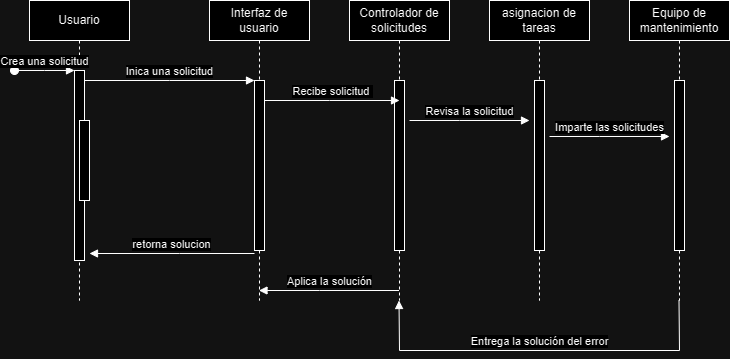 Usuario
Interfaz de
usuario
Controlador de
solicitudes
asignacion de
tareas
Equipo de
mantenimiento
Crea una solicitud
Inica una solicitud
Recibe solicitud
Revisa la solicitud
Imparte las solicitudes
retorna solucion
Aplica la solución
Entrega la solución del error